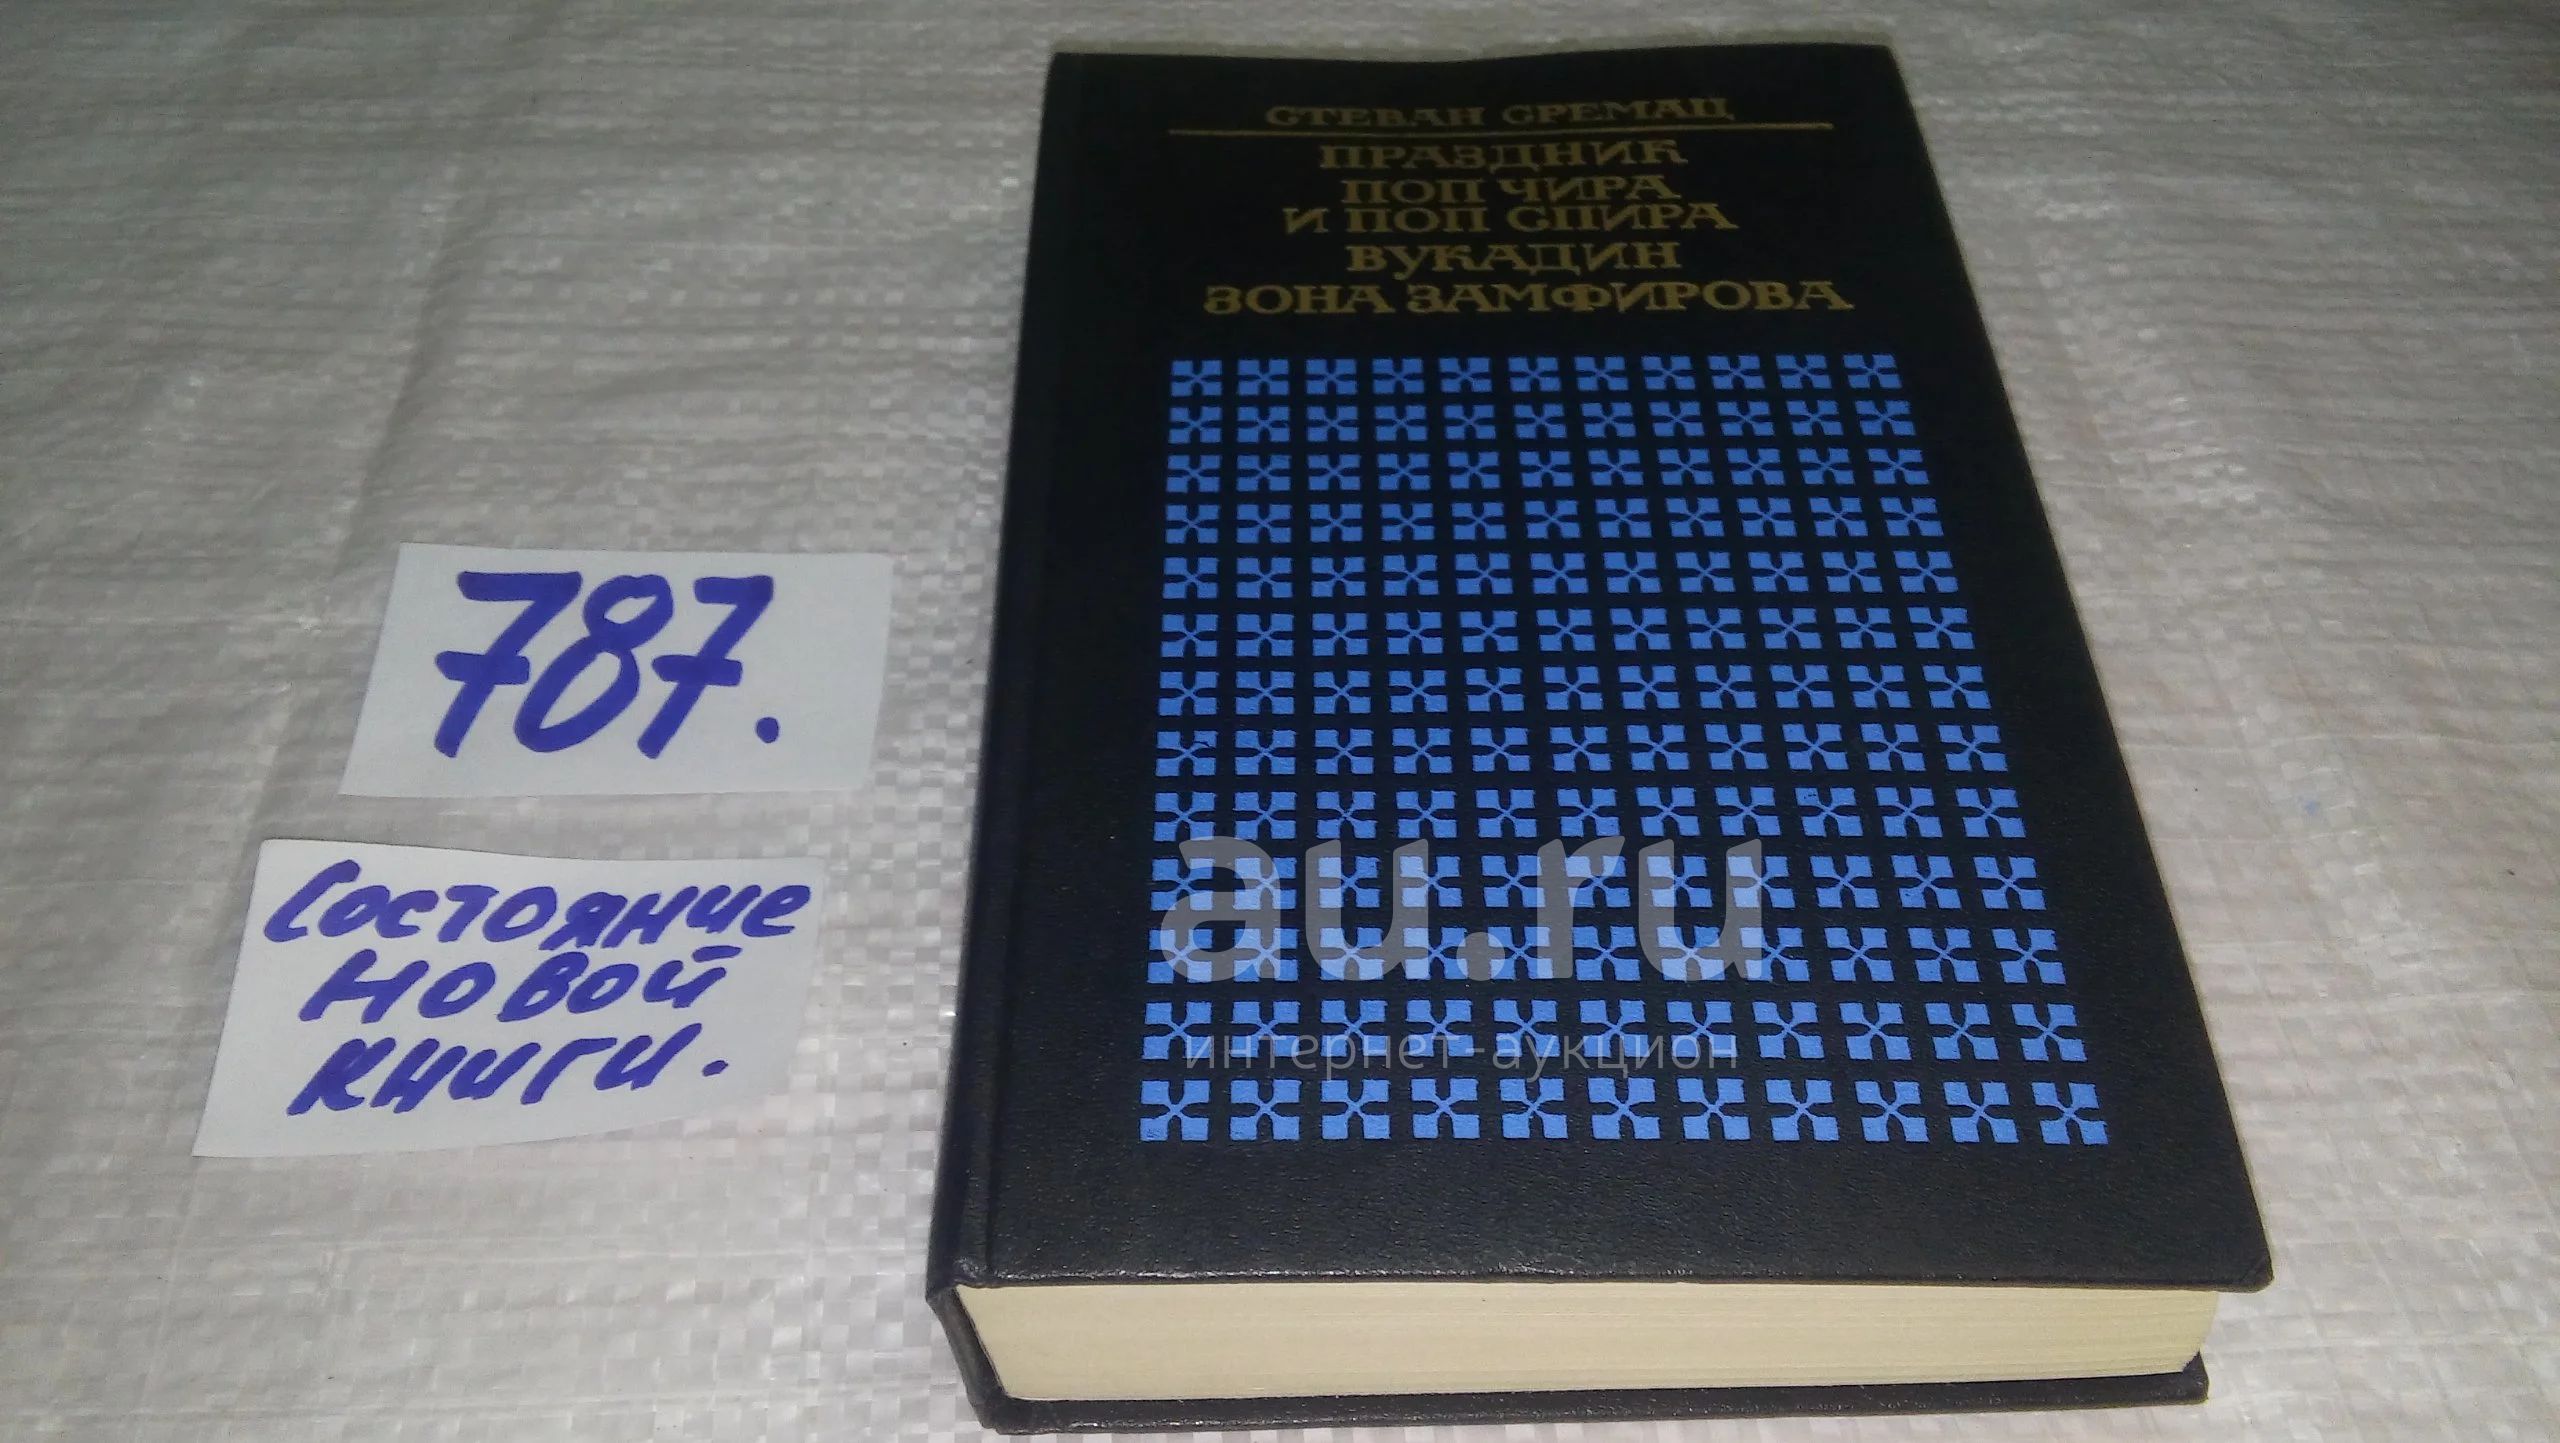 СТЕВАН СРЕМАЦ
ПРАЗДНИК
ПОП ЧИРА
И ПОП СПИРА
ВУКАДИН
ЗОНА ЗАМФИРОВА
787.
Состояние
новой
книги.
au.ru
интернет-аукцион